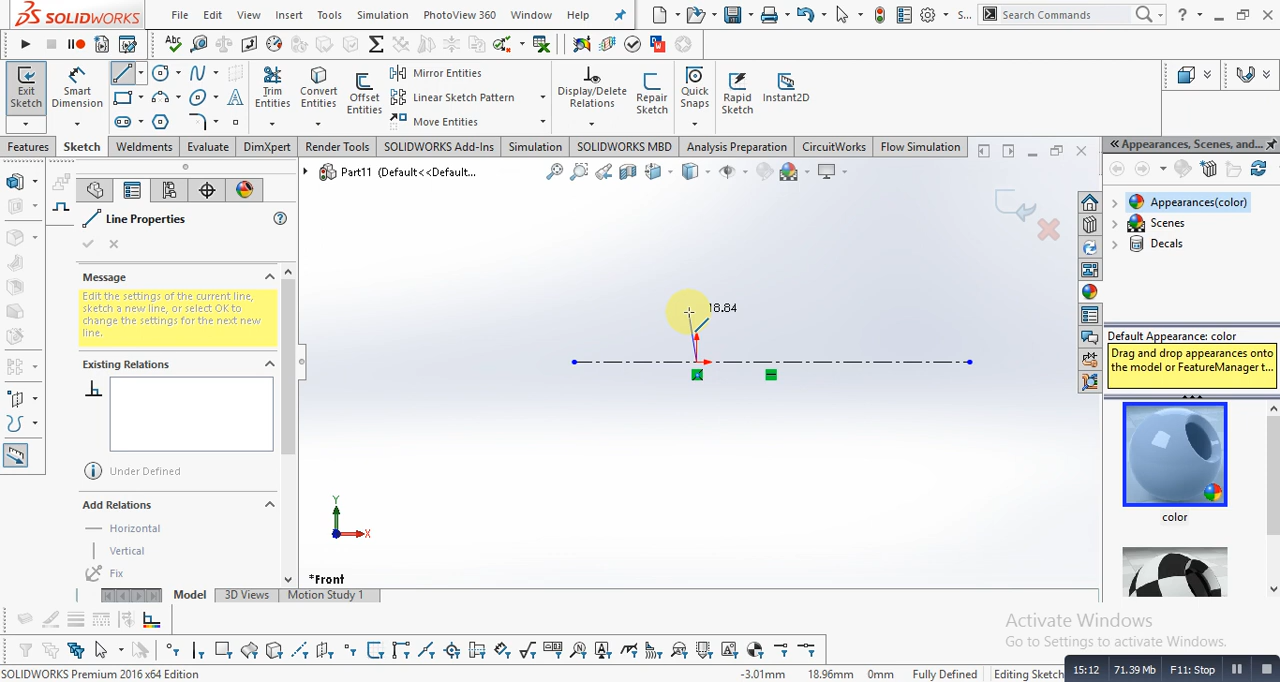 SOLIDWORKS File Edit View Insert Tools Simulation PhotoView 360 Window Help S... Search Commands
Exit Sketch
Smart Dimension
Trim Entities
Convert Entities
Offset Entities
Mirror Entities
Linear Sketch Pattern
Move Entities
Display/Delete Relations
Repair Sketch
Quick Snaps
Rapid Sketch
Instant2D
Features Sketch Weldments Evaluate DimXpert Render Tools SOLIDWORKS Add-Ins Simulation SOLIDWORKS MBD Analysis Preparation CircuitWorks Flow Simulation
Appearances, Scenes, and...
Part11 (Default<<Default...
Line Properties
Message
Edit the settings of the current line,
sketch a new line, or select OK to
change the settings for the next new
line.
Existing Relations
Under Defined
Add Relations
Horizontal
Vertical
Fix
18.84
Y
X
*Front
Appearances(color)
Scenes
Decals
Default Appearance: color
Drag and drop appearances onto
the model or FeatureManager t...
color
Model 3D Views Motion Study 1
Activate Windows
Go to Settings to activate Windows.
SOLIDWORKS Premium 2016 x64 Edition -3.01mm 18.96mm 0mm Fully Defined Editing Sketch
15:12 71.39 Mb F11: Stop